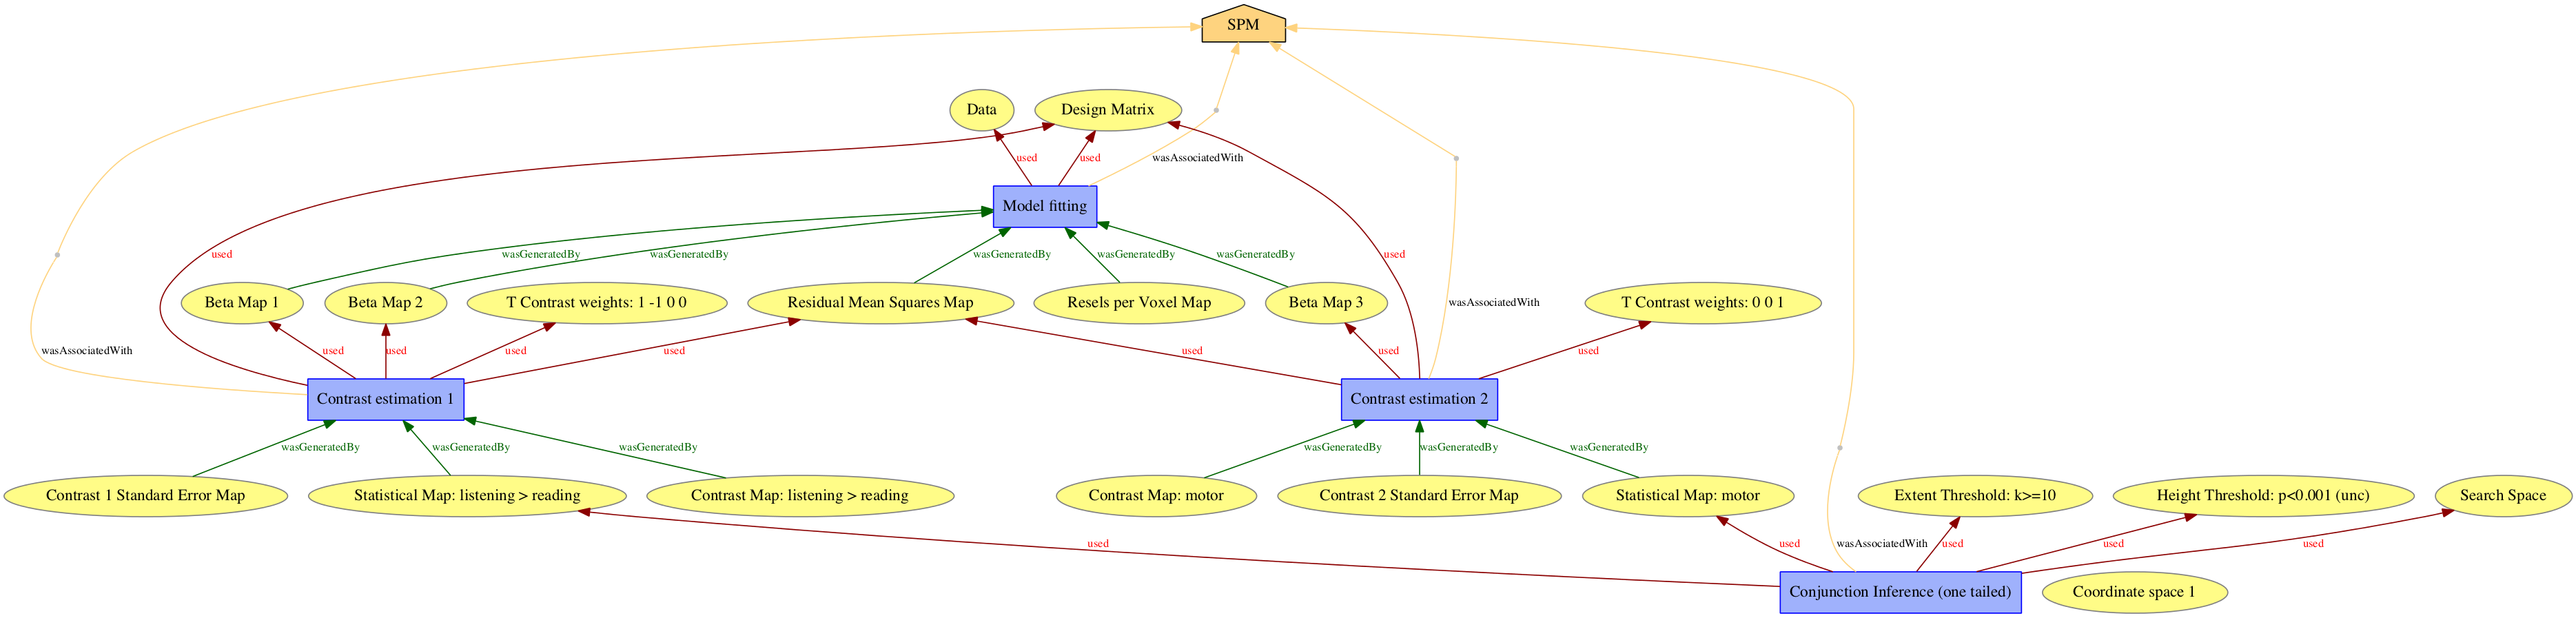 SPM
Data
Design Matrix
used
used
wasAssociatedWith
Model fitting
used
wasGeneratedBy
wasGeneratedBy
wasGeneratedBy
wasGeneratedBy
wasGeneratedBy
used
Beta Map 1
Beta Map 2
T Contrast weights: 1 -1 0 0
Residual Mean Squares Map
Resels per Voxel Map
Beta Map 3
wasAssociatedWith
T Contrast weights: 0 0 1
wasAssociatedWith
used
used
used
used
used
used
used
Contrast estimation 1
Contrast estimation 2
wasGeneratedBy
wasGeneratedBy
wasGeneratedBy
wasGeneratedBy
wasGeneratedBy
wasGeneratedBy
Contrast 1 Standard Error Map
Statistical Map: listening > reading
Contrast Map: listening > reading
Contrast Map: motor
Contrast 2 Standard Error Map
Statistical Map: motor
Extent Threshold: k>=10
Height Threshold: p<0.001 (unc)
Search Space
used
used
wasAssociatedWith
used
used
used
Conjunction Inference (one tailed)
Coordinate space 1